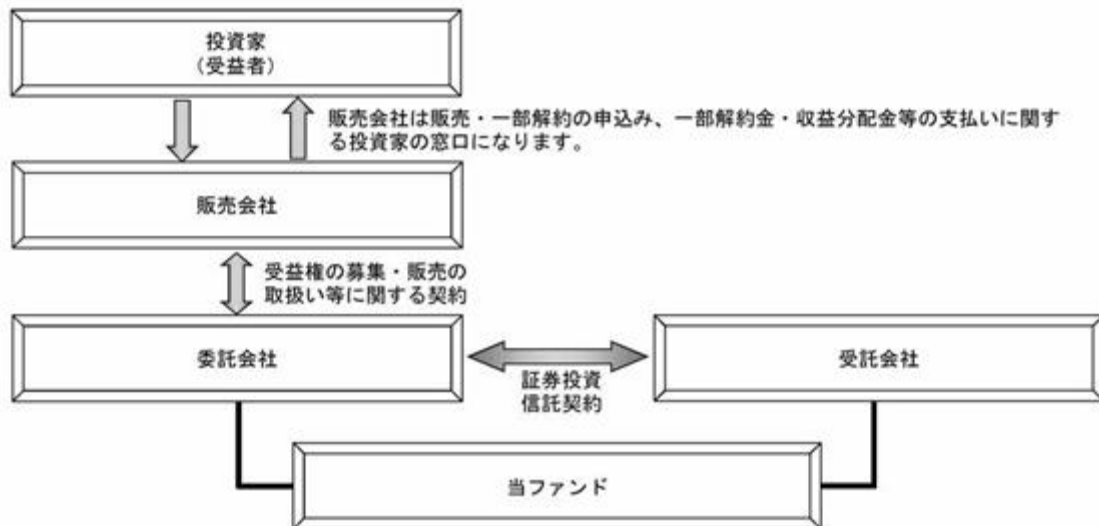 投資家
（受益者）
販売会社は販売・一部解約の申込み、一部解約金・収益分配金等の支払いに関す
る投資家の窓口になります。
販売会社
受益権の募集・販売の
取扱い等に関する契約
委託会社
受託会社
証券投資
信託契約
当ファンド